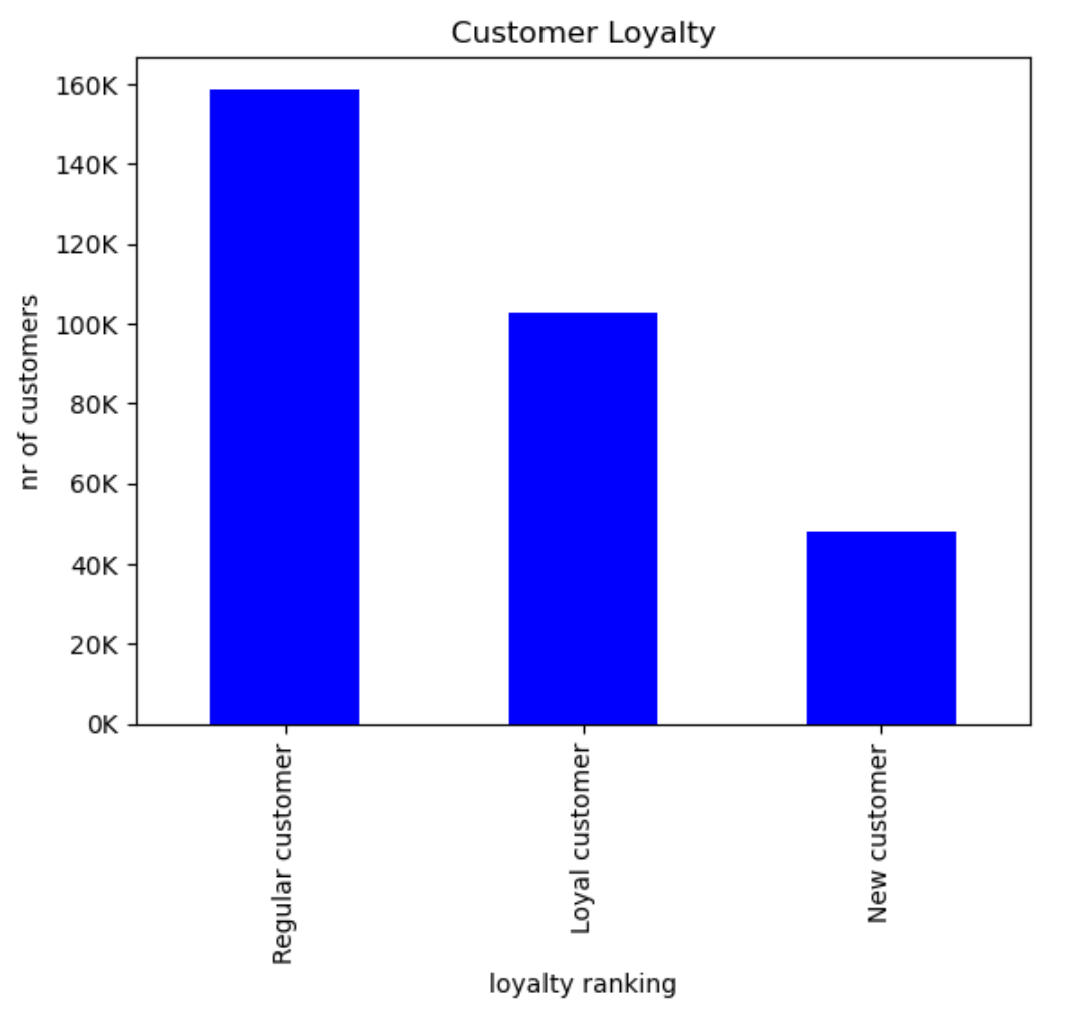 Customer Loyalty
160K
140K
120K
100K
80K
60K
40K
20K
0K
nr of customers
Regular customer
Loyal customer
New customer
loyalty ranking